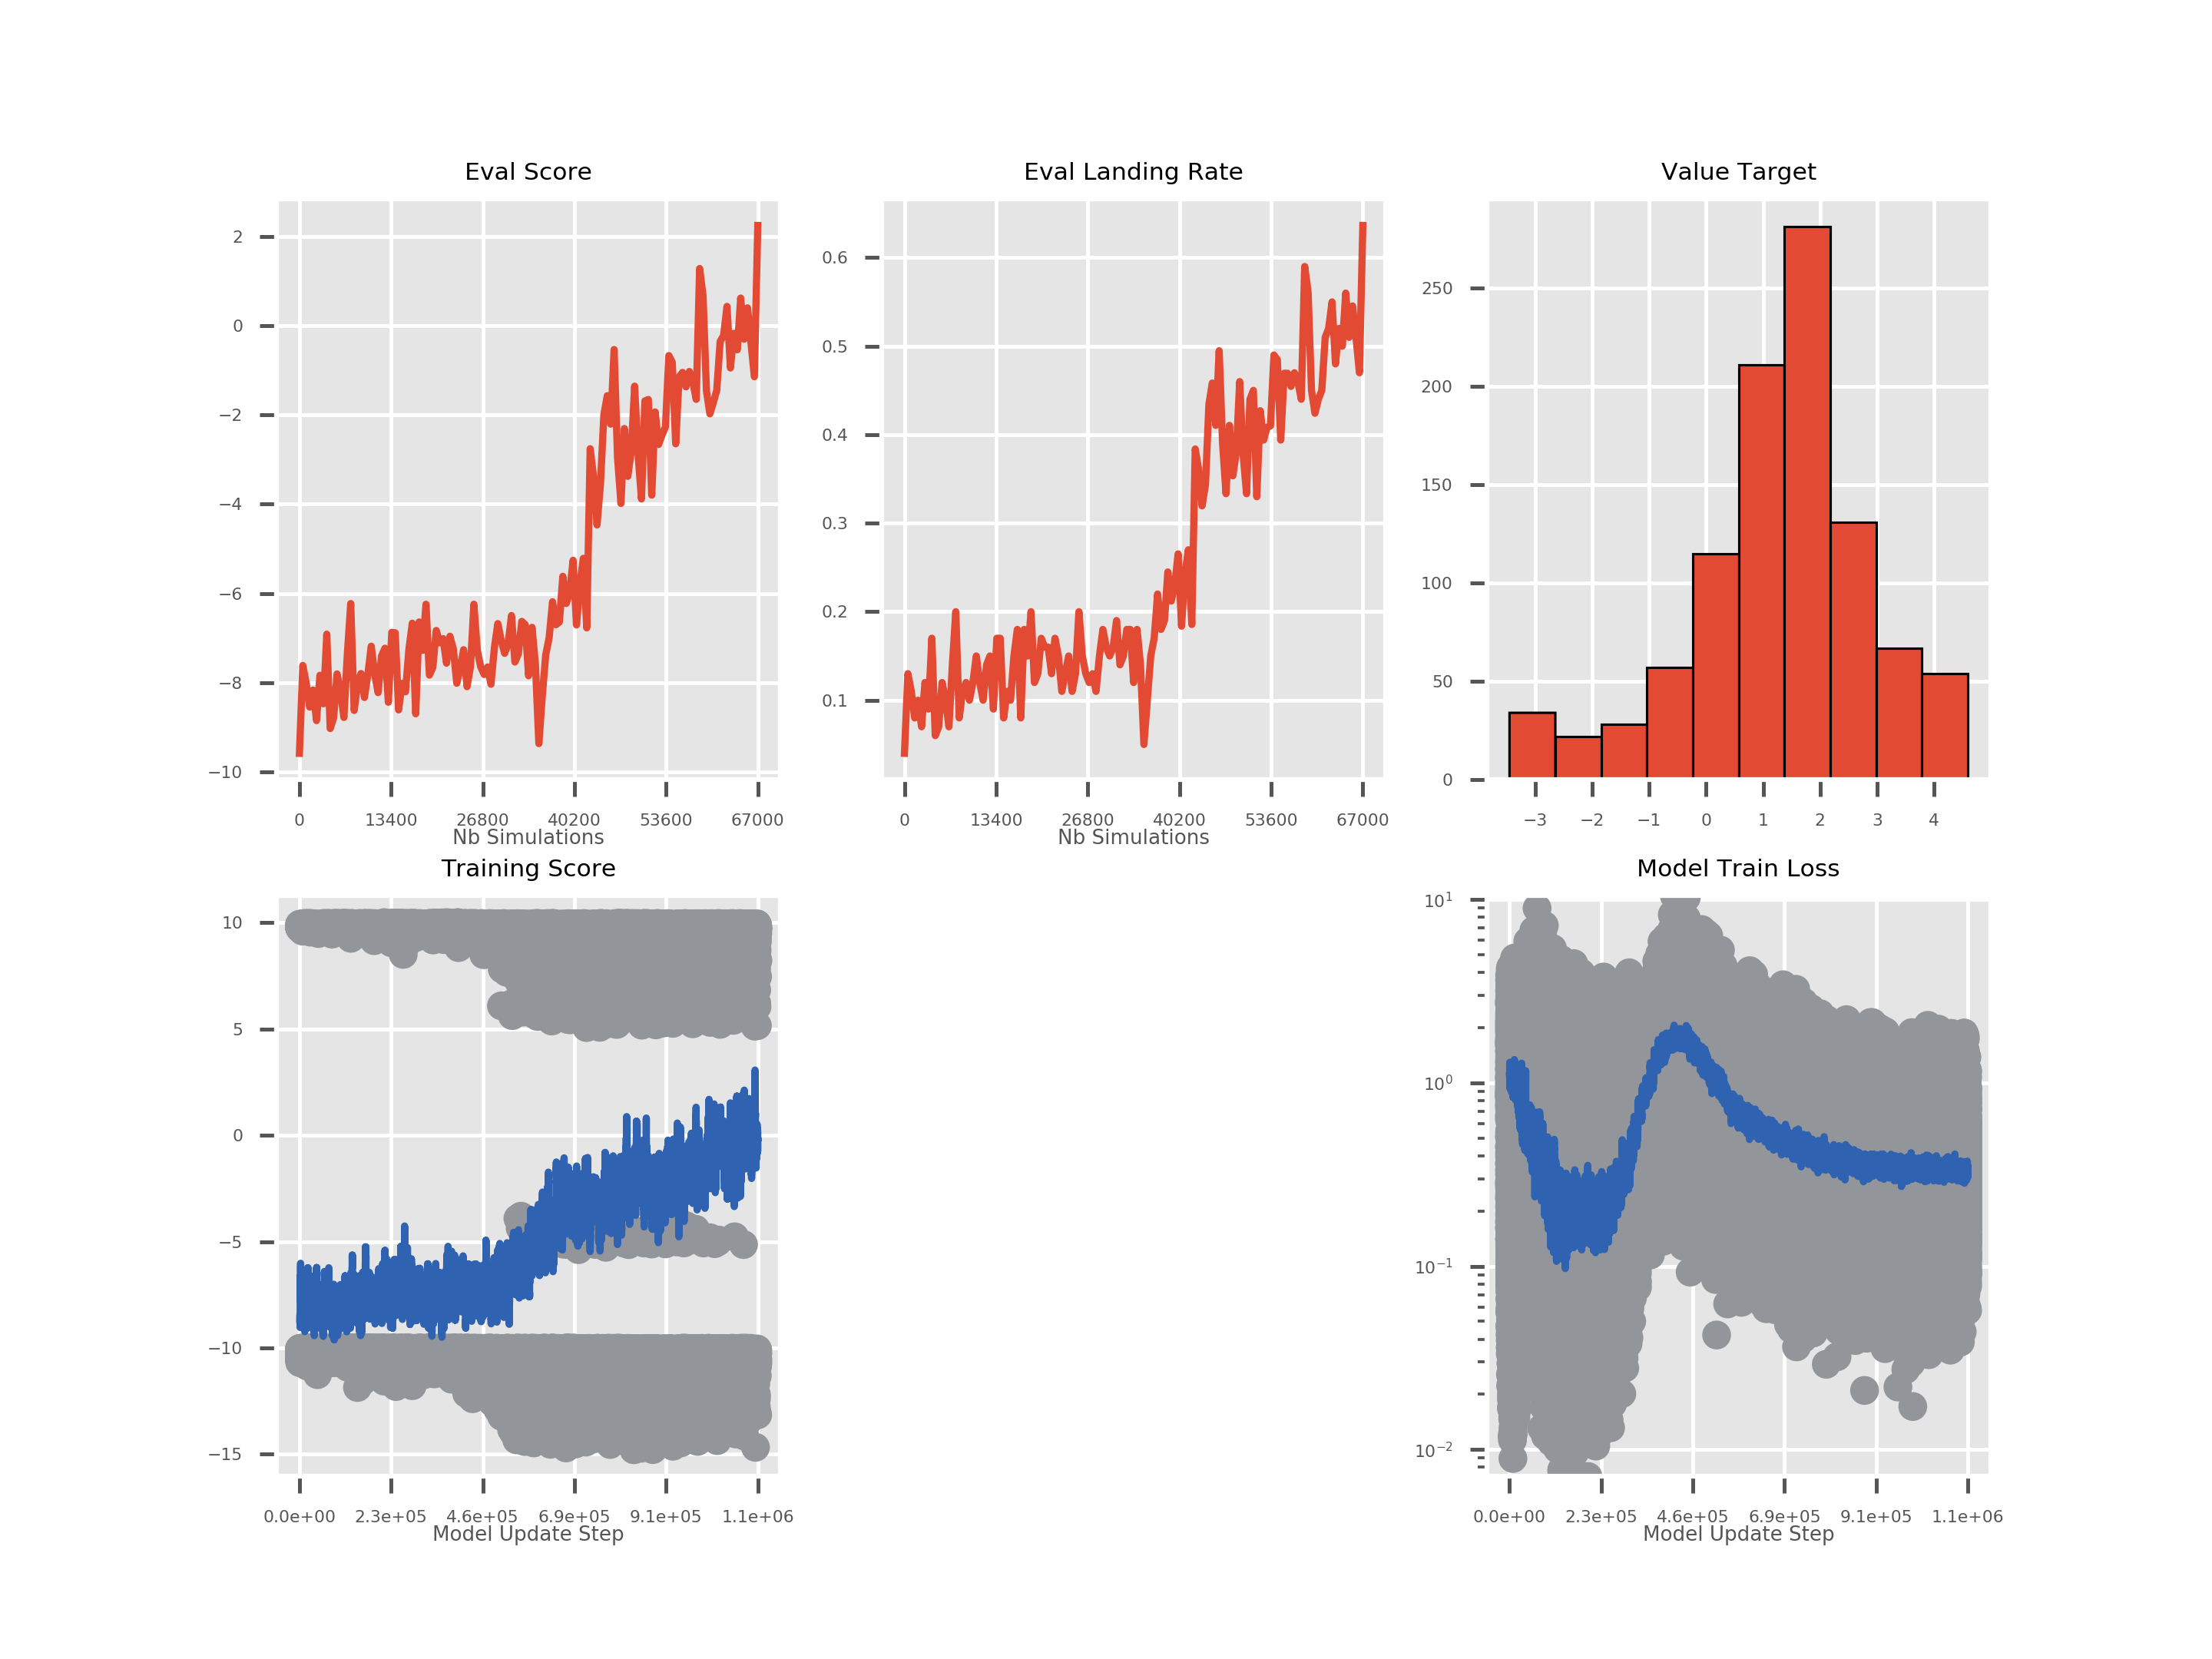 Eval Score
2
0
−2
−4
−6
−8
−10
0 13400 26800 40200 53600 67000
Nb Simulations
Eval Landing Rate
0.6
0.5
0.4
0.3
0.2
0.1
0 13400 26800 40200 53600 67000
Nb Simulations
Value Target
250
200
150
100
50
0
−3 −2 −1 0 1 2 3 4
Training Score
10
5
0
−5
−10
−15
0.0e+00 2.3e+05 4.6e+05 6.9e+05 9.1e+05 1.1e+06
Model Update Step
Model Train Loss
10¹
10⁰
10⁻¹
10⁻²
0.0e+00 2.3e+05 4.6e+05 6.9e+05 9.1e+05 1.1e+06
Model Update Step